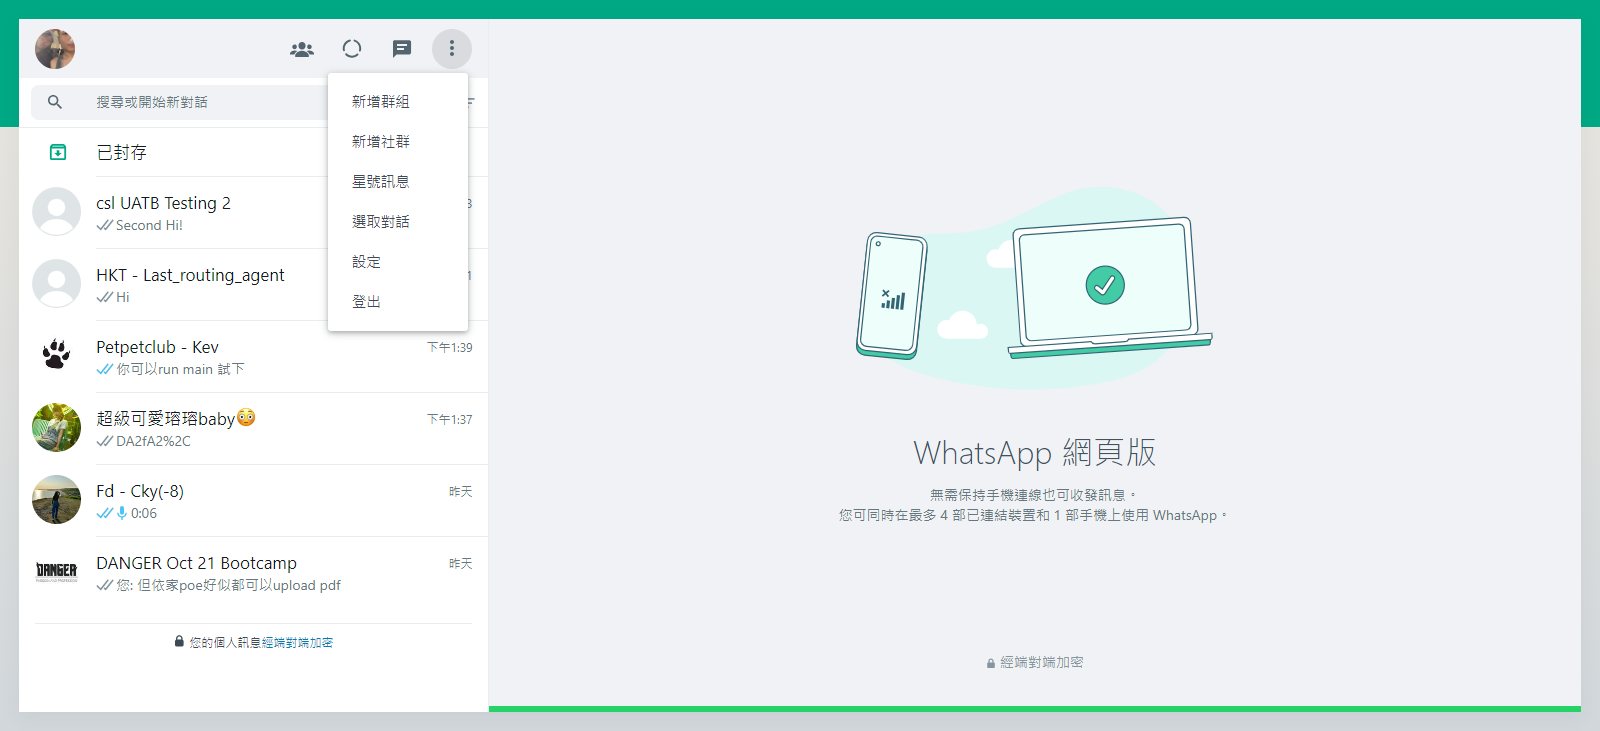 搜尋或開始新對話
新增群組
新增社群
星號訊息
選取對話
設定
登出
已封存
csl UATB Testing 2
3
Second Hi!
HKT - Last_routing_agent
1
Hi
Petpetclub - Kev
下午1:39
你可以run main 試下
超級可愛瑢瑢baby😳
下午1:37
DA2fA2%2C
Fd - Cky(-8)
昨天
0:06
DANGER
DANGER Oct 21 Bootcamp
昨天
您: 但依家poe好似都可以upload pdf
您的個人訊息經端對端加密
WhatsApp 網頁版
無需保持手機連線也可收發訊息。
您可同時在最多 4 部已連結裝置和 1 部手機上使用 WhatsApp。
經端對端加密